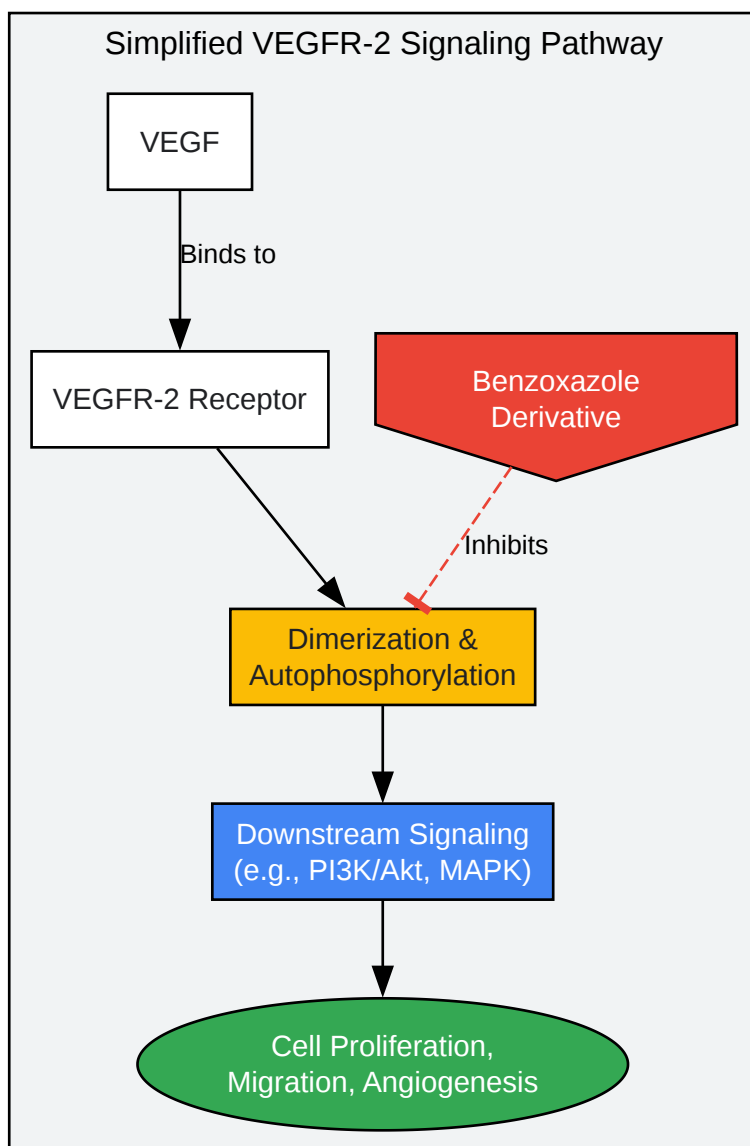 Simplified VEGFR-2 Signaling Pathway
VEGF
Binds to
VEGFR-2 Receptor
Benzoxazole
Derivative
Inhibits
Dimerization &
Autophosphorylation
Downstream Signaling
(e.g., PI3K/Akt, MAPK)
Cell Proliferation,
Migration, Angiogenesis